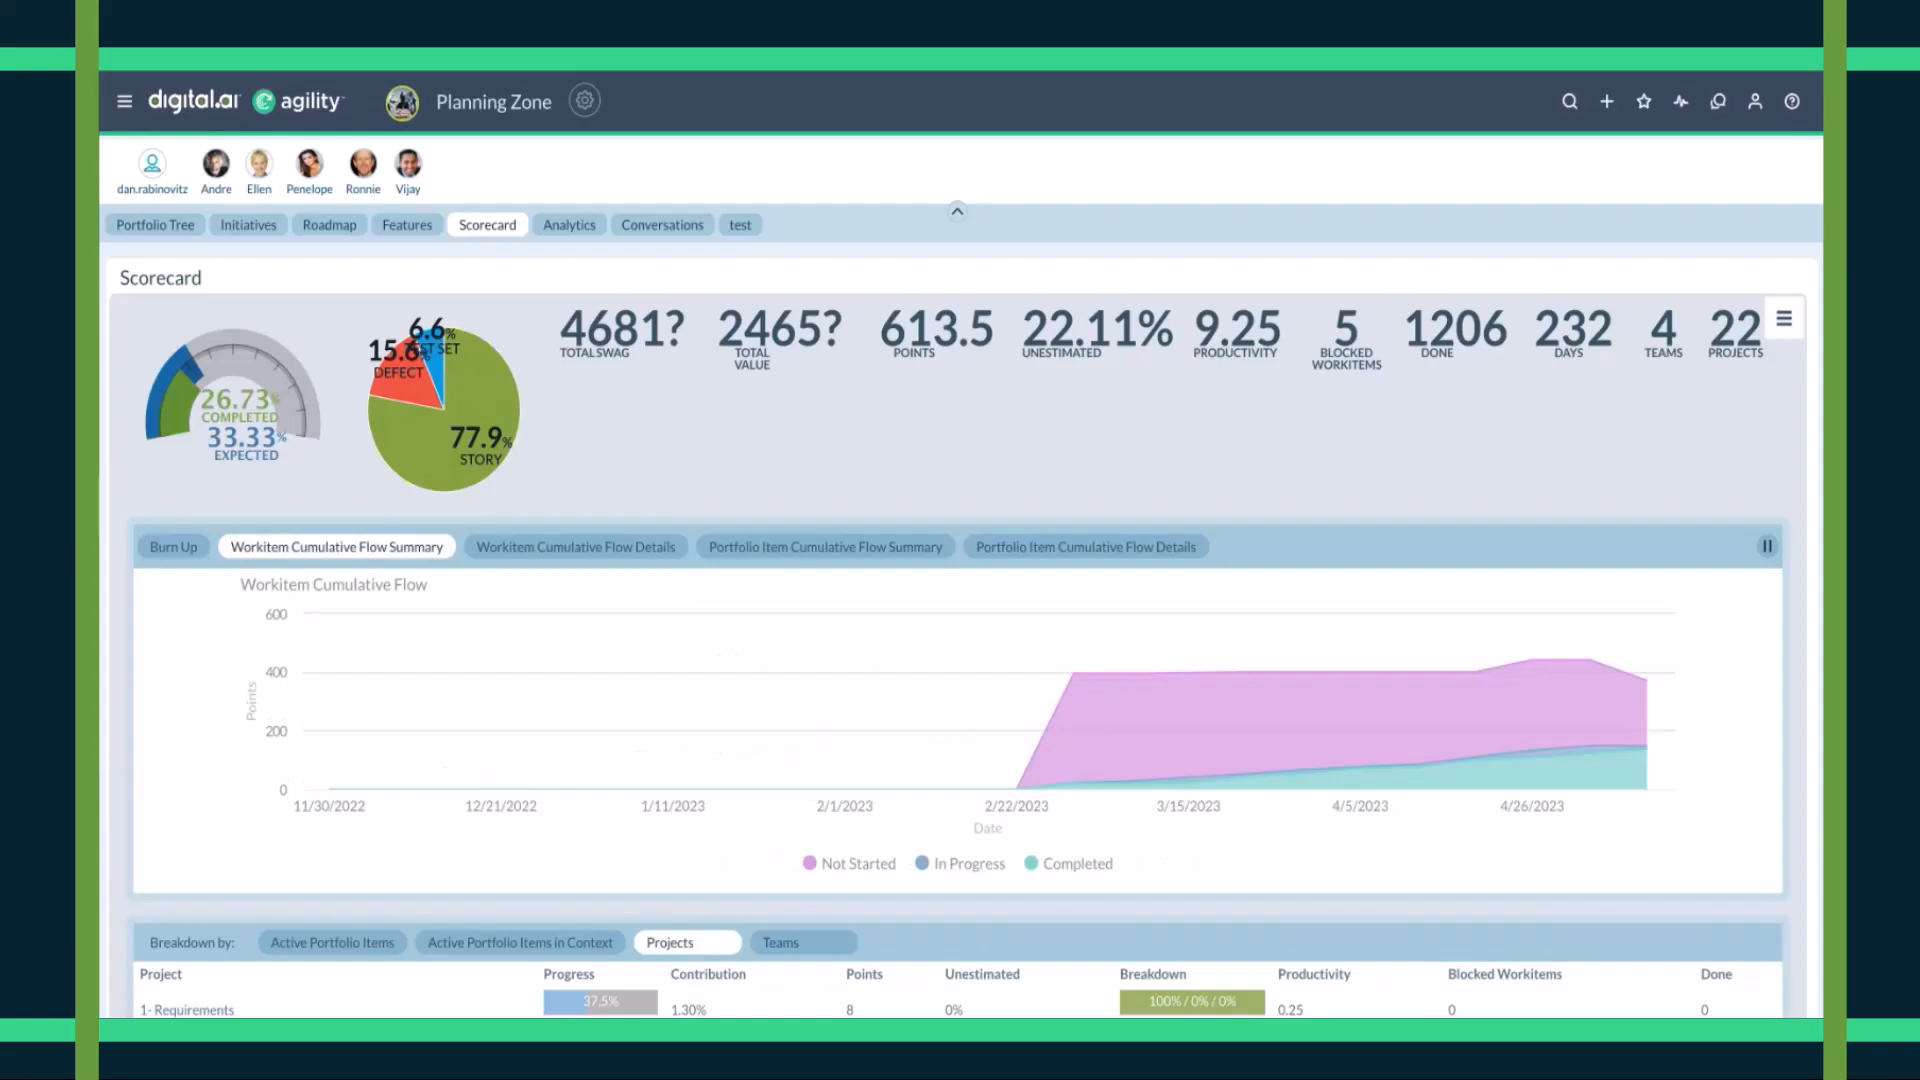 digital.ai agility Planning Zone
dan.rabinovitz Andre Ellen Penelope Ronnie Vijay
Portfolio Tree Initiatives Roadmap Features Scorecard Analytics Conversations test
Scorecard
26.73%
COMPLETED
33.33%
EXPECTED
6.6%
TEST SET
15.6%
DEFECT
77.9%
STORY
4681? 2465? 613.5 22.11% 9.25 5 1206 232 4 22
TOTAL SWAG TOTAL VALUE POINTS UNESTIMATED PRODUCTIVITY BLOCKED WORKITEMS DONE DAYS TEAMS PROJECTS
Burn Up Workitem Cumulative Flow Summary Workitem Cumulative Flow Details Portfolio Item Cumulative Flow Summary Portfolio Item Cumulative Flow Details
Workitem Cumulative Flow
600
400
200
0
Points
11/30/2022 12/21/2022 1/11/2023 2/1/2023 2/22/2023 3/15/2023 4/5/2023 4/26/2023
Date
Not Started In Progress Completed
Breakdown by: Active Portfolio Items Active Portfolio Items in Context Projects Teams
Project Progress Contribution Points Unestimated Breakdown Productivity Blocked Workitems Done
1- Requirements 37.5% 1.30% 8 0% 100% / 0% / 0% 0.25 0 0